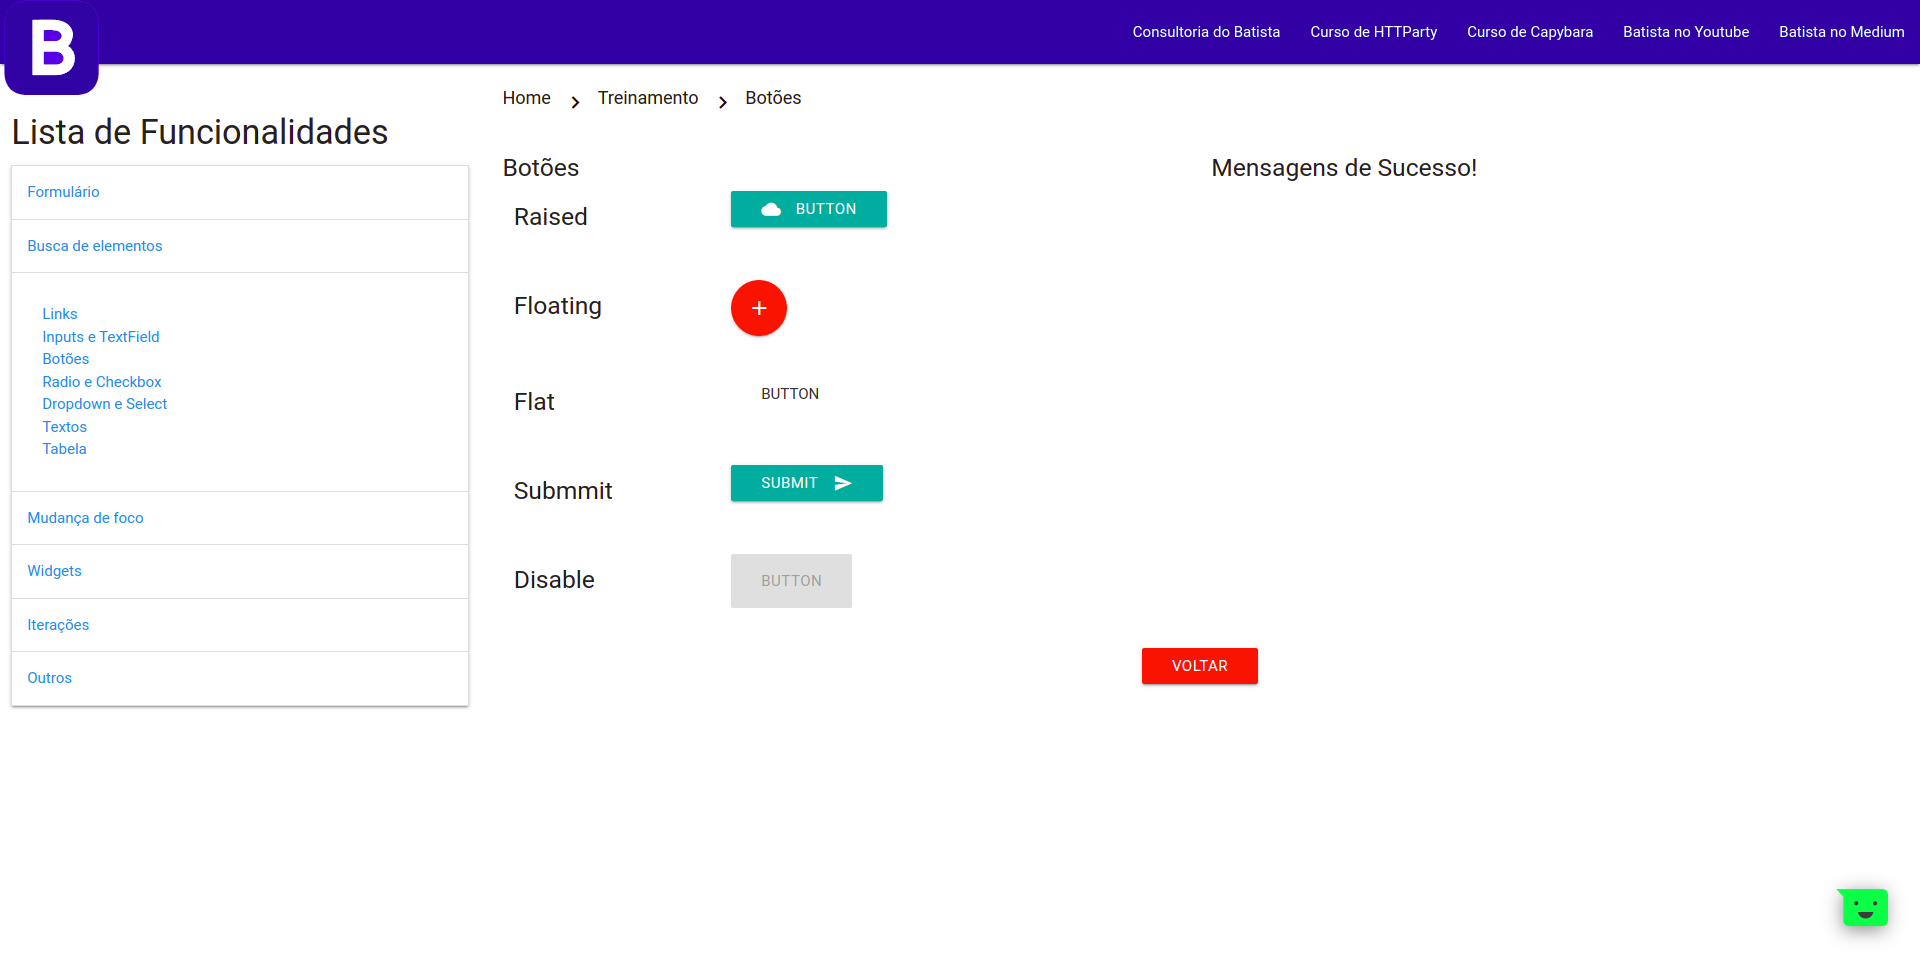 B
Consultoria do Batista
Curso de HTTParty
Curso de Capybara
Batista no Youtube
Batista no Medium
Lista de Funcionalidades
Formulário
Busca de elementos
Links
Inputs e TextField
Botões
Radio e Checkbox
Dropdown e Select
Textos
Tabela
Mudança de foco
Widgets
Iterações
Outros
Home
Treinamento
Botões
Botões
Raised
BUTTON
Floating
+
Flat
BUTTON
Submmit
SUBMIT
Disable
BUTTON
Mensagens de Sucesso!
VOLTAR